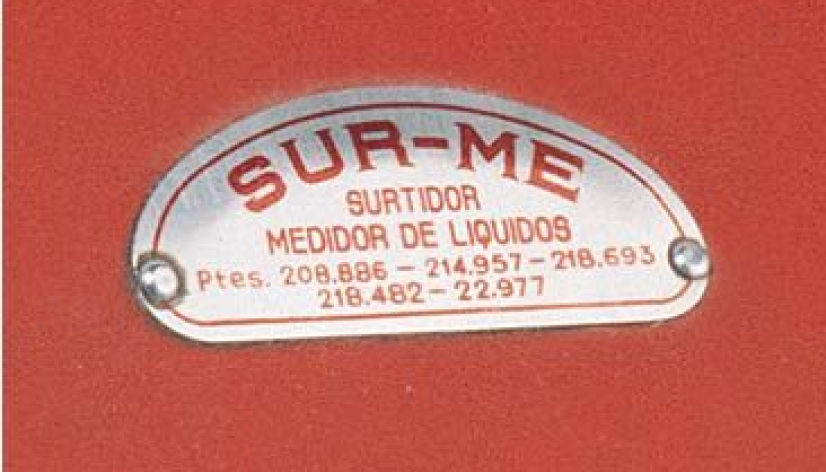 SUR-ME
SURTIDOR
MEDIDOR DE LIQUIDOS
Ptes. 208.886 - 214.957 - 218.693
218.482 - 22.977